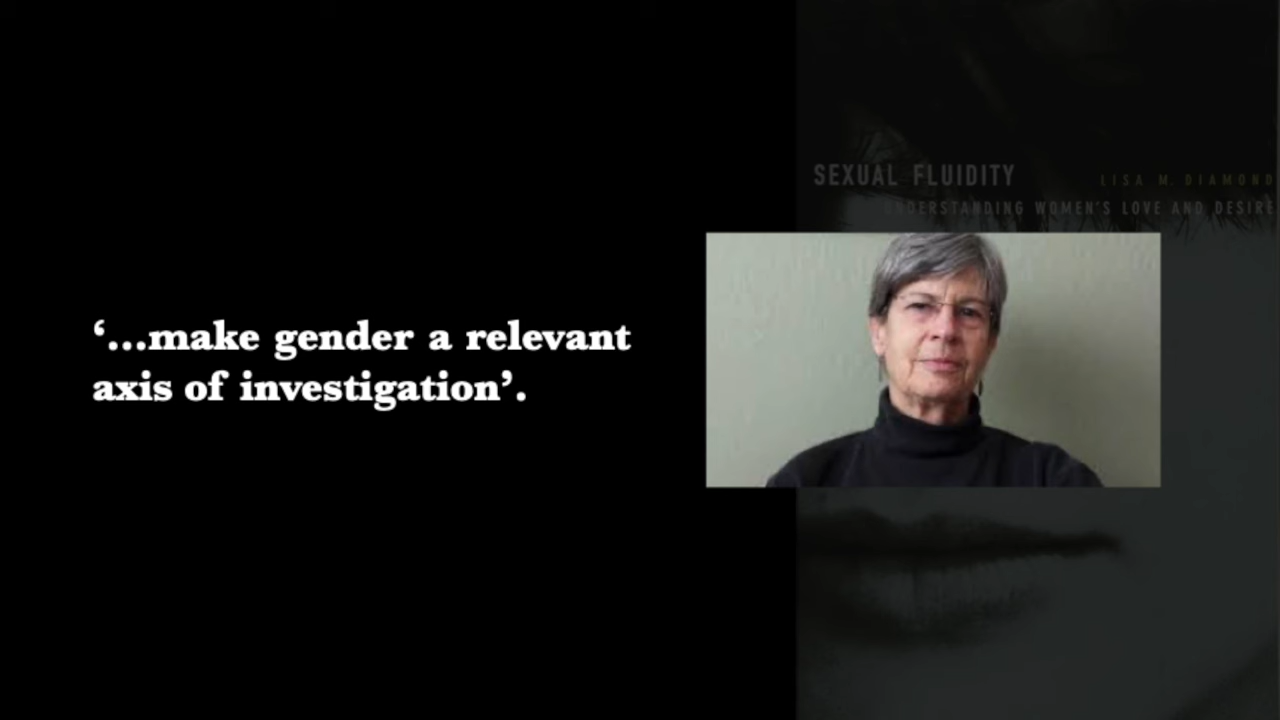 SEXUAL FLUIDITY LISA M. DIAMOND
UNDERSTANDING WOMEN'S LOVE AND DESIRE
‘...make gender a relevant
axis of investigation’.